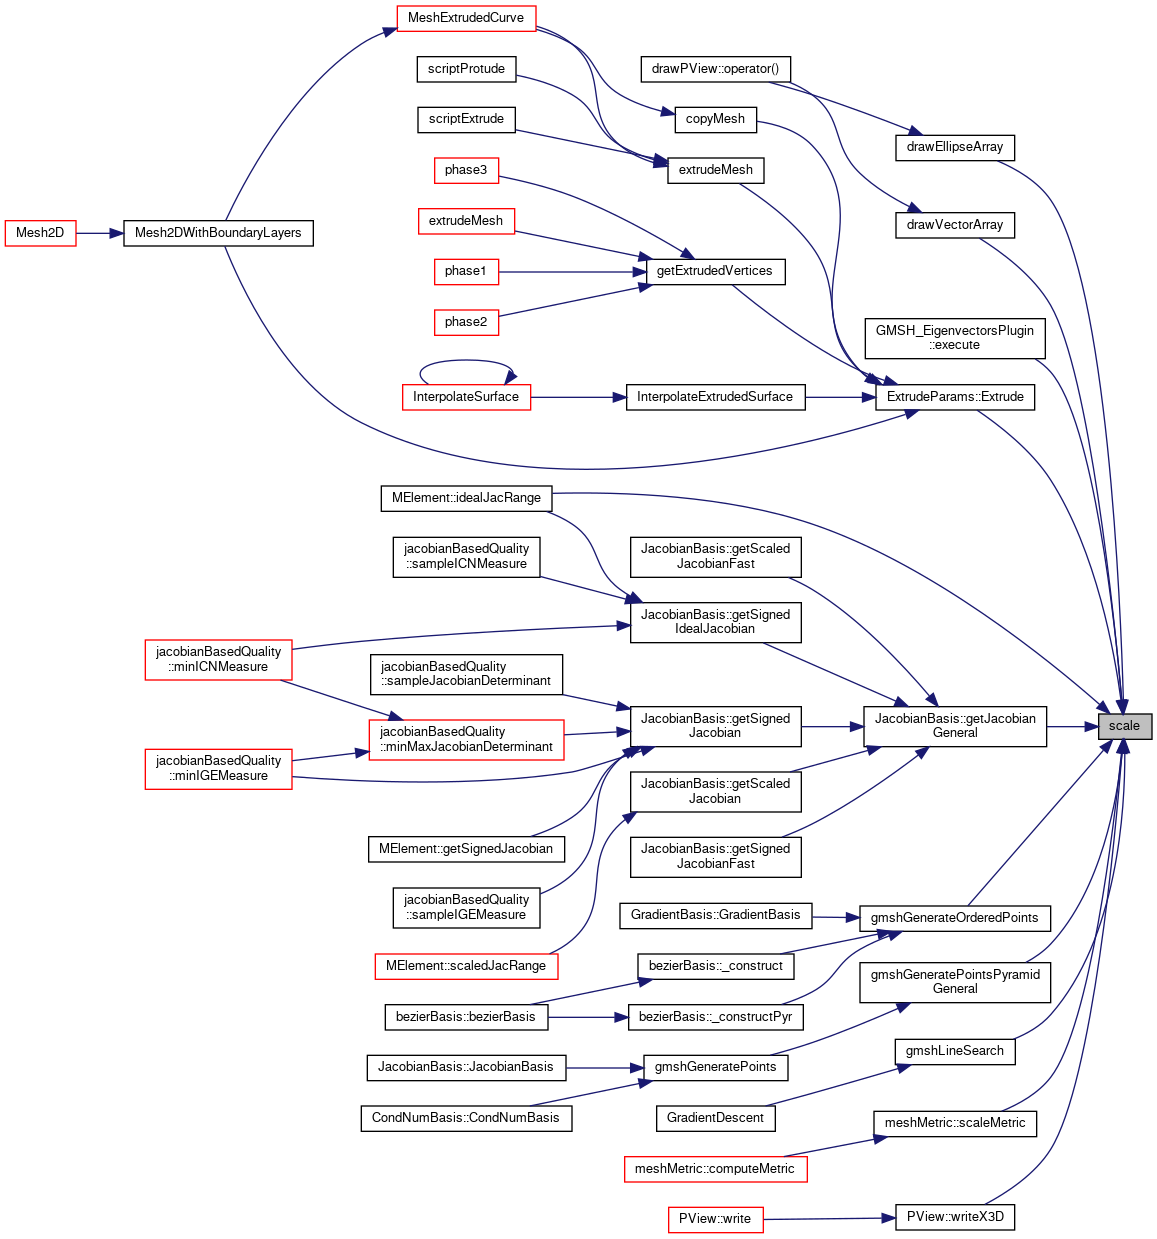 MeshExtrudedCurve
scriptProtude
drawPView::operator()
scriptExtrude
copyMesh
drawEllipseArray
phase3
extrudeMesh
extrudeMesh
drawVectorArray
Mesh2D
Mesh2DWithBoundaryLayers
phase1
getExtrudedVertices
phase2
GMSH_EigenvectorsPlugin
::execute
InterpolateSurface
InterpolateExtrudedSurface
ExtrudeParams::Extrude
MElement::idealJacRange
jacobianBasedQuality
::sampleICNMeasure
JacobianBasis::getScaled
JacobianFast
JacobianBasis::getSigned
IdealJacobian
jacobianBasedQuality
::minICNMeasure
jacobianBasedQuality
::sampleJacobianDeterminant
jacobianBasedQuality
::minMaxJacobianDeterminant
JacobianBasis::getSigned
Jacobian
JacobianBasis::getJacobian
General
scale
jacobianBasedQuality
::minIGEMeasure
JacobianBasis::getScaled
Jacobian
MElement::getSignedJacobian
JacobianBasis::getSigned
JacobianFast
jacobianBasedQuality
::sampleIGEMeasure
GradientBasis::GradientBasis
gmshGenerateOrderedPoints
MElement::scaledJacRange
bezierBasis::_construct
gmshGeneratePointsPyramid
General
bezierBasis::bezierBasis
bezierBasis::_constructPyr
JacobianBasis::JacobianBasis
gmshGeneratePoints
gmshLineSearch
CondNumBasis::CondNumBasis
GradientDescent
meshMetric::scaleMetric
meshMetric::computeMetric
PView::write
PView::writeX3D